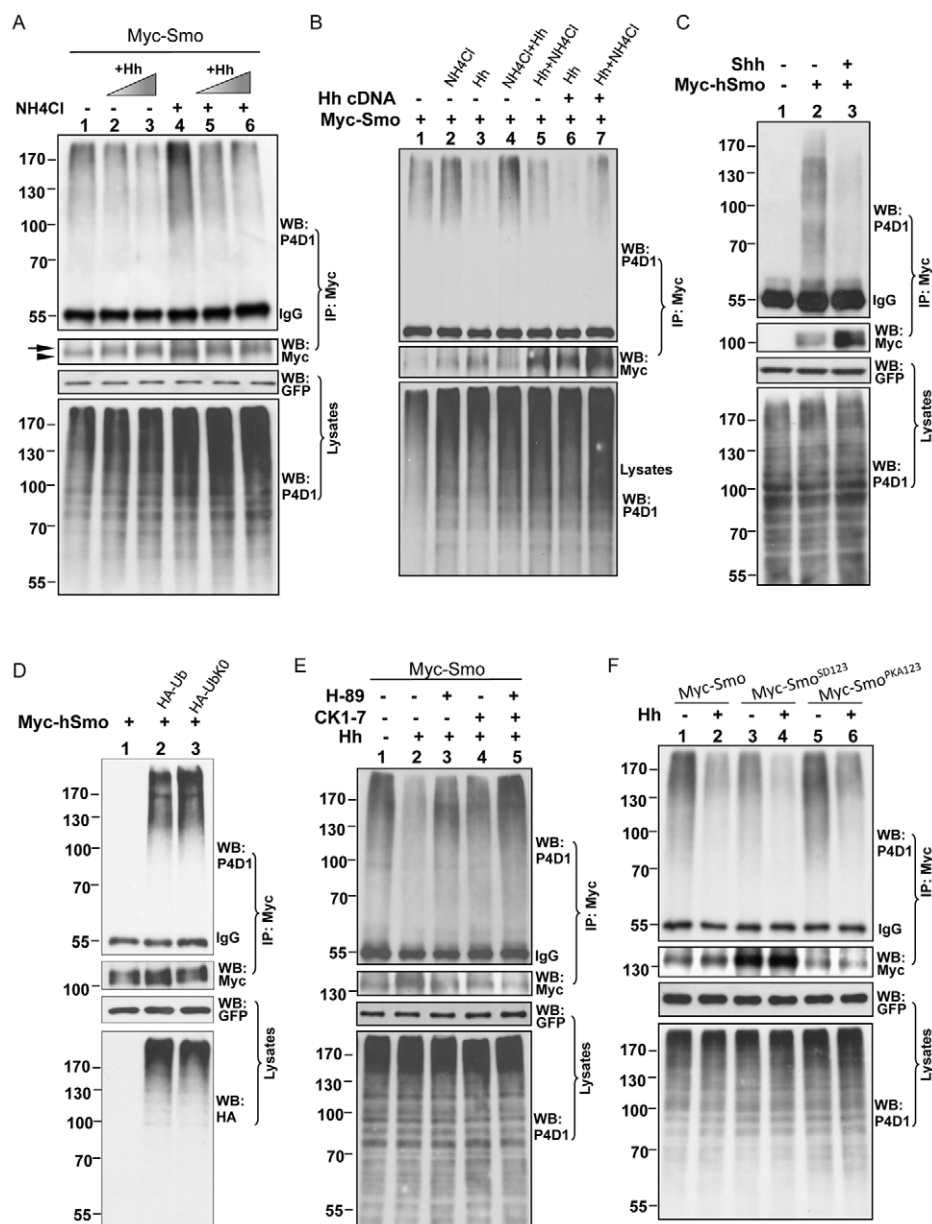 A
Myc-Smo
+Hh +Hh
NH4Cl - - - + + +
1 2 3 4 5 6
170
130
100
70
55
WB:
P4D1
IgG
IP: Myc
WB:
Myc
WB:
GFP
170
130
100
70
55
WB:
P4D1
Lysates
B
NH4Cl
Hh
NH4Cl+Hh
Hh+NH4Cl
Hh
Hh+NH4Cl
Hh cDNA - - - - - + +
Myc-Smo + + + + + + +
1 2 3 4 5 6 7
WB:
P4D1
IP: Myc
WB:
Myc
Lysates
WB:
P4D1
C
Shh - - +
Myc-hSmo - + +
1 2 3
170
130
100
70
55
WB:
P4D1
IgG
IP: Myc
100
WB:
Myc
WB:
GFP
170
130
100
70
55
WB:
P4D1
Lysates
D
HA-Ub
HA-UbK0
Myc-hSmo + + +
1 2 3
170
130
100
70
55
WB:
P4D1
IgG
IP: Myc
100
WB:
Myc
WB:
GFP
170
130
100
70
55
WB:
HA
Lysates
E
Myc-Smo
H-89 - - + - +
CK1-7 - - - + +
Hh - + + + +
1 2 3 4 5
170
130
100
70
55
WB:
P4D1
IgG
IP: Myc
130
WB:
Myc
WB:
GFP
170
130
100
70
55
WB:
P4D1
Lysates
F
Myc-Smo Myc-Smo^SD123 Myc-Smo^PKA123
Hh - + - + - +
1 2 3 4 5 6
170
130
100
70
55
WB:
P4D1
IgG
IP: Myc
130
WB:
Myc
WB:
GFP
170
130
100
70
55
WB:
P4D1
Lysates